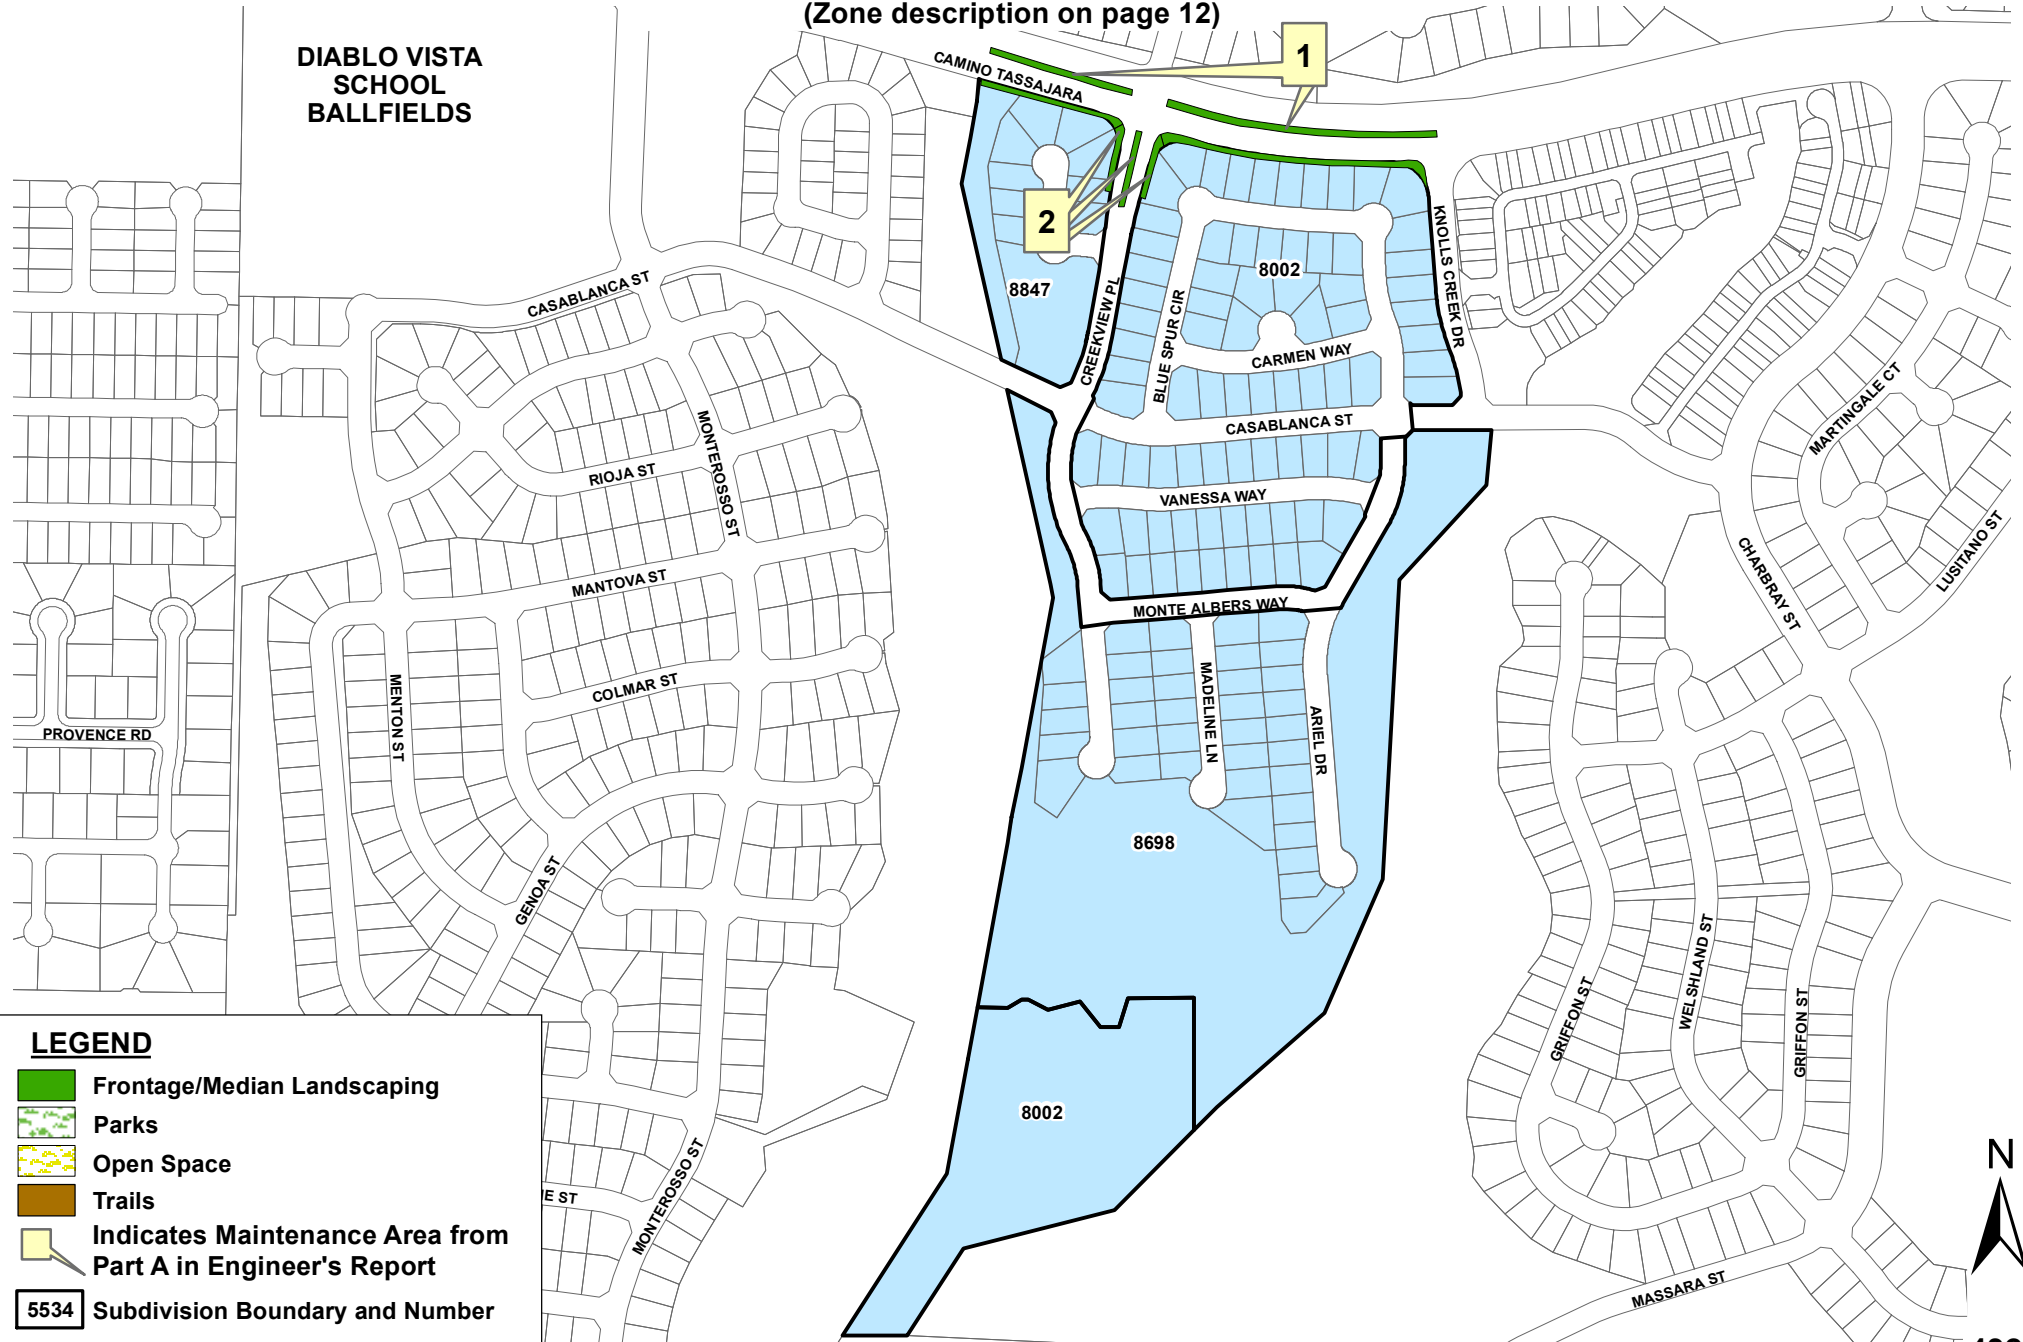 (Zone description on page 12)
DIABLO VISTA
SCHOOL
BALLFIELDS
1
CAMINO TASSAJARA
2
8847
8002
KNOLLS CREEK DR
CASABLANCA ST
CREEKVIEW PL
BLUE SPUR CIR
CARMEN WAY
CASABLANCA ST
MARTINGALE CT
MONTEROSSO ST
RIOJA ST
VANESSA WAY
CHARBRAY ST
LUSITANO ST
MANTOVA ST
MONTE ALBERS WAY
MENTON ST
COLMAR ST
MADELINE LN
ARIEL DR
PROVENCE RD
8698
GENOA ST
GRIFFON ST
WELSHLAND ST
GRIFFON ST
8002
MONTEROSSO ST
MASSARA ST
N
LEGEND
Frontage/Median Landscaping
Parks
Open Space
Trails
Indicates Maintenance Area from
Part A in Engineer's Report
5534 Subdivision Boundary and Number